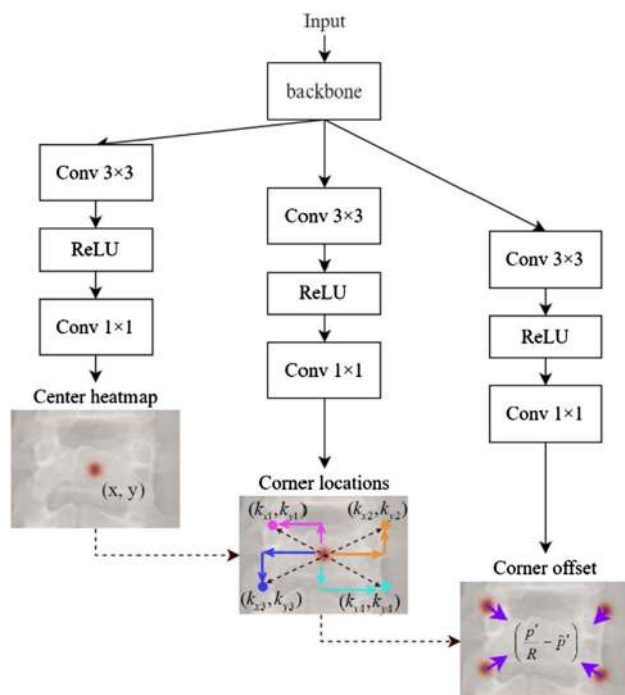 Input
backbone
Conv 3×3
ReLU
Conv 1×1
Center heatmap
(x, y)
Conv 3×3
ReLU
Conv 1×1
Corner locations
(k_{x1}, k_{y1})
(k_{x2}, k_{y2})
(k_{x3}, k_{y3})
(k_{x4}, k_{y4})
Conv 3×3
ReLU
Conv 1×1
Corner offset
(p'/R − p̃')